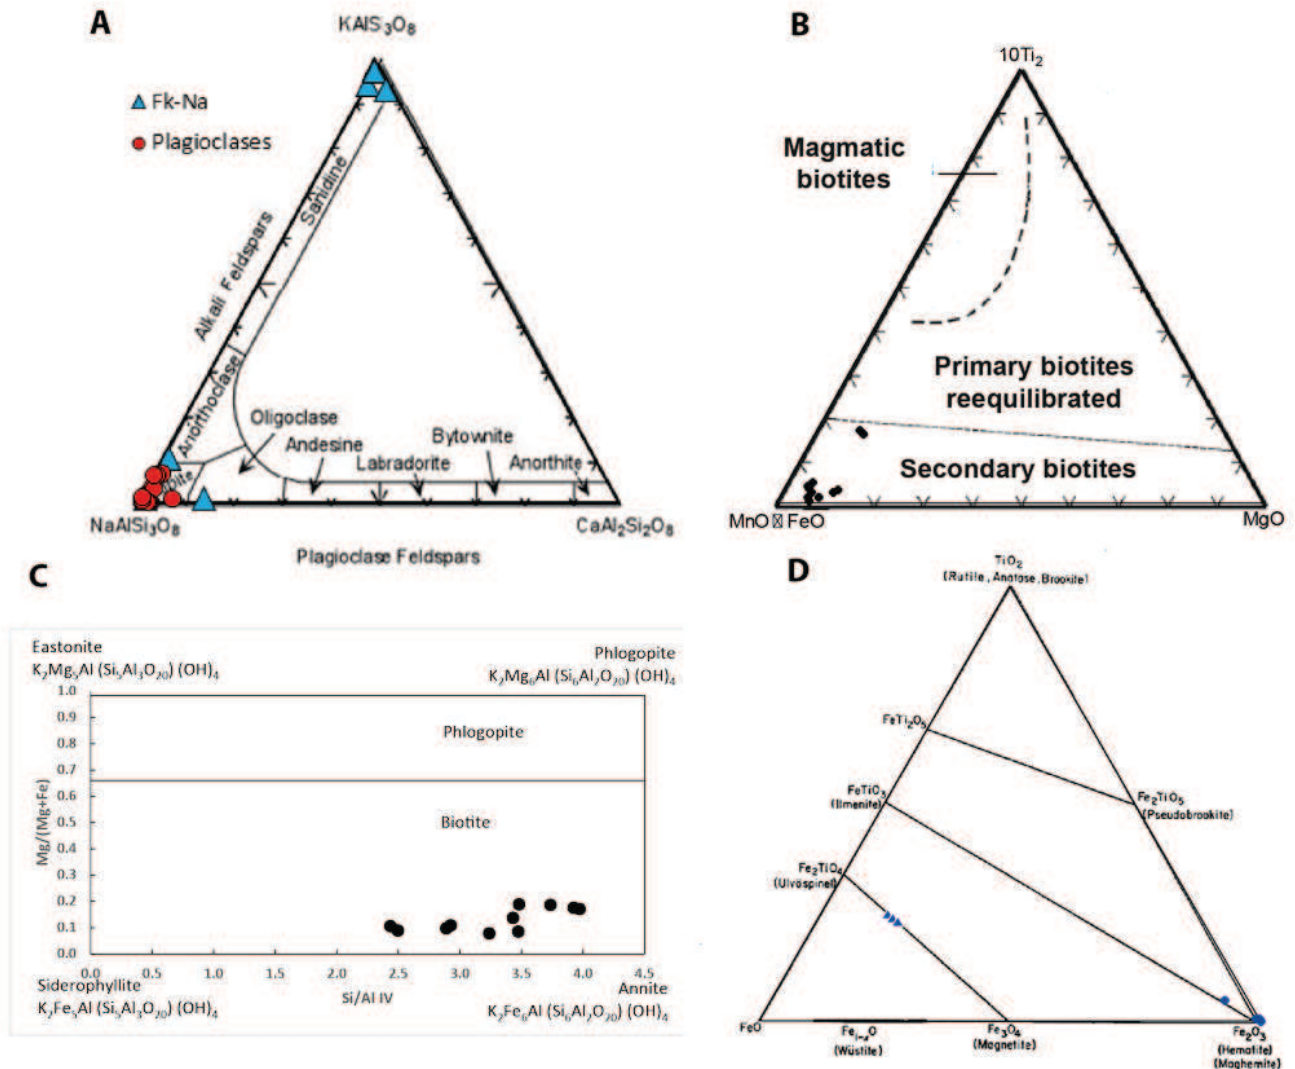 A
KAlS₃O₈
Fk-Na
Plagioclases
Alkali Feldspars
Sanidine
Anorthoclase
Oligoclase
Andesine
Labradorite
Bytownite
Anorthite
NaAlSi₃O₈
CaAl₂Si₂O₈
Plagioclase Feldspars
B
10Ti₂
Magmatic
biotites
Primary biotites
reequilibrated
Secondary biotites
MnO FeO
MgO
C
Eastonite
K₂Mg₅Al (Si₅Al₃O₂₀) (OH)₄
Phlogopite
K₂Mg₆Al (Si₆Al₂O₂₀) (OH)₄
1.0
0.9
0.8
0.7
0.6
0.5
0.4
0.3
0.2
0.1
0.0
Mg/(Mg+Fe)
Phlogopite
Biotite
0.0 0.5 1.0 1.5 2.0 2.5 3.0 3.5 4.0 4.5
Si/Al IV
Siderophyllite
K₂Fe₅Al (Si₅Al₃O₂₀) (OH)₄
Annite
K₂Fe₆Al (Si₆Al₂O₂₀) (OH)₄
D
TiO₂
(Rutile, Anatase, Brookite)
FeTi₂O₅
FeTiO₃
(Ilmenite)
Fe₂TiO₅
(Pseudobrookite)
Fe₂TiO₄
(Ulvöspinel)
FeO
Fe₁₋ₓO
(Wüstite)
Fe₃O₄
(Magnetite)
Fe₂O₃
(Hematite)
(Maghemite)